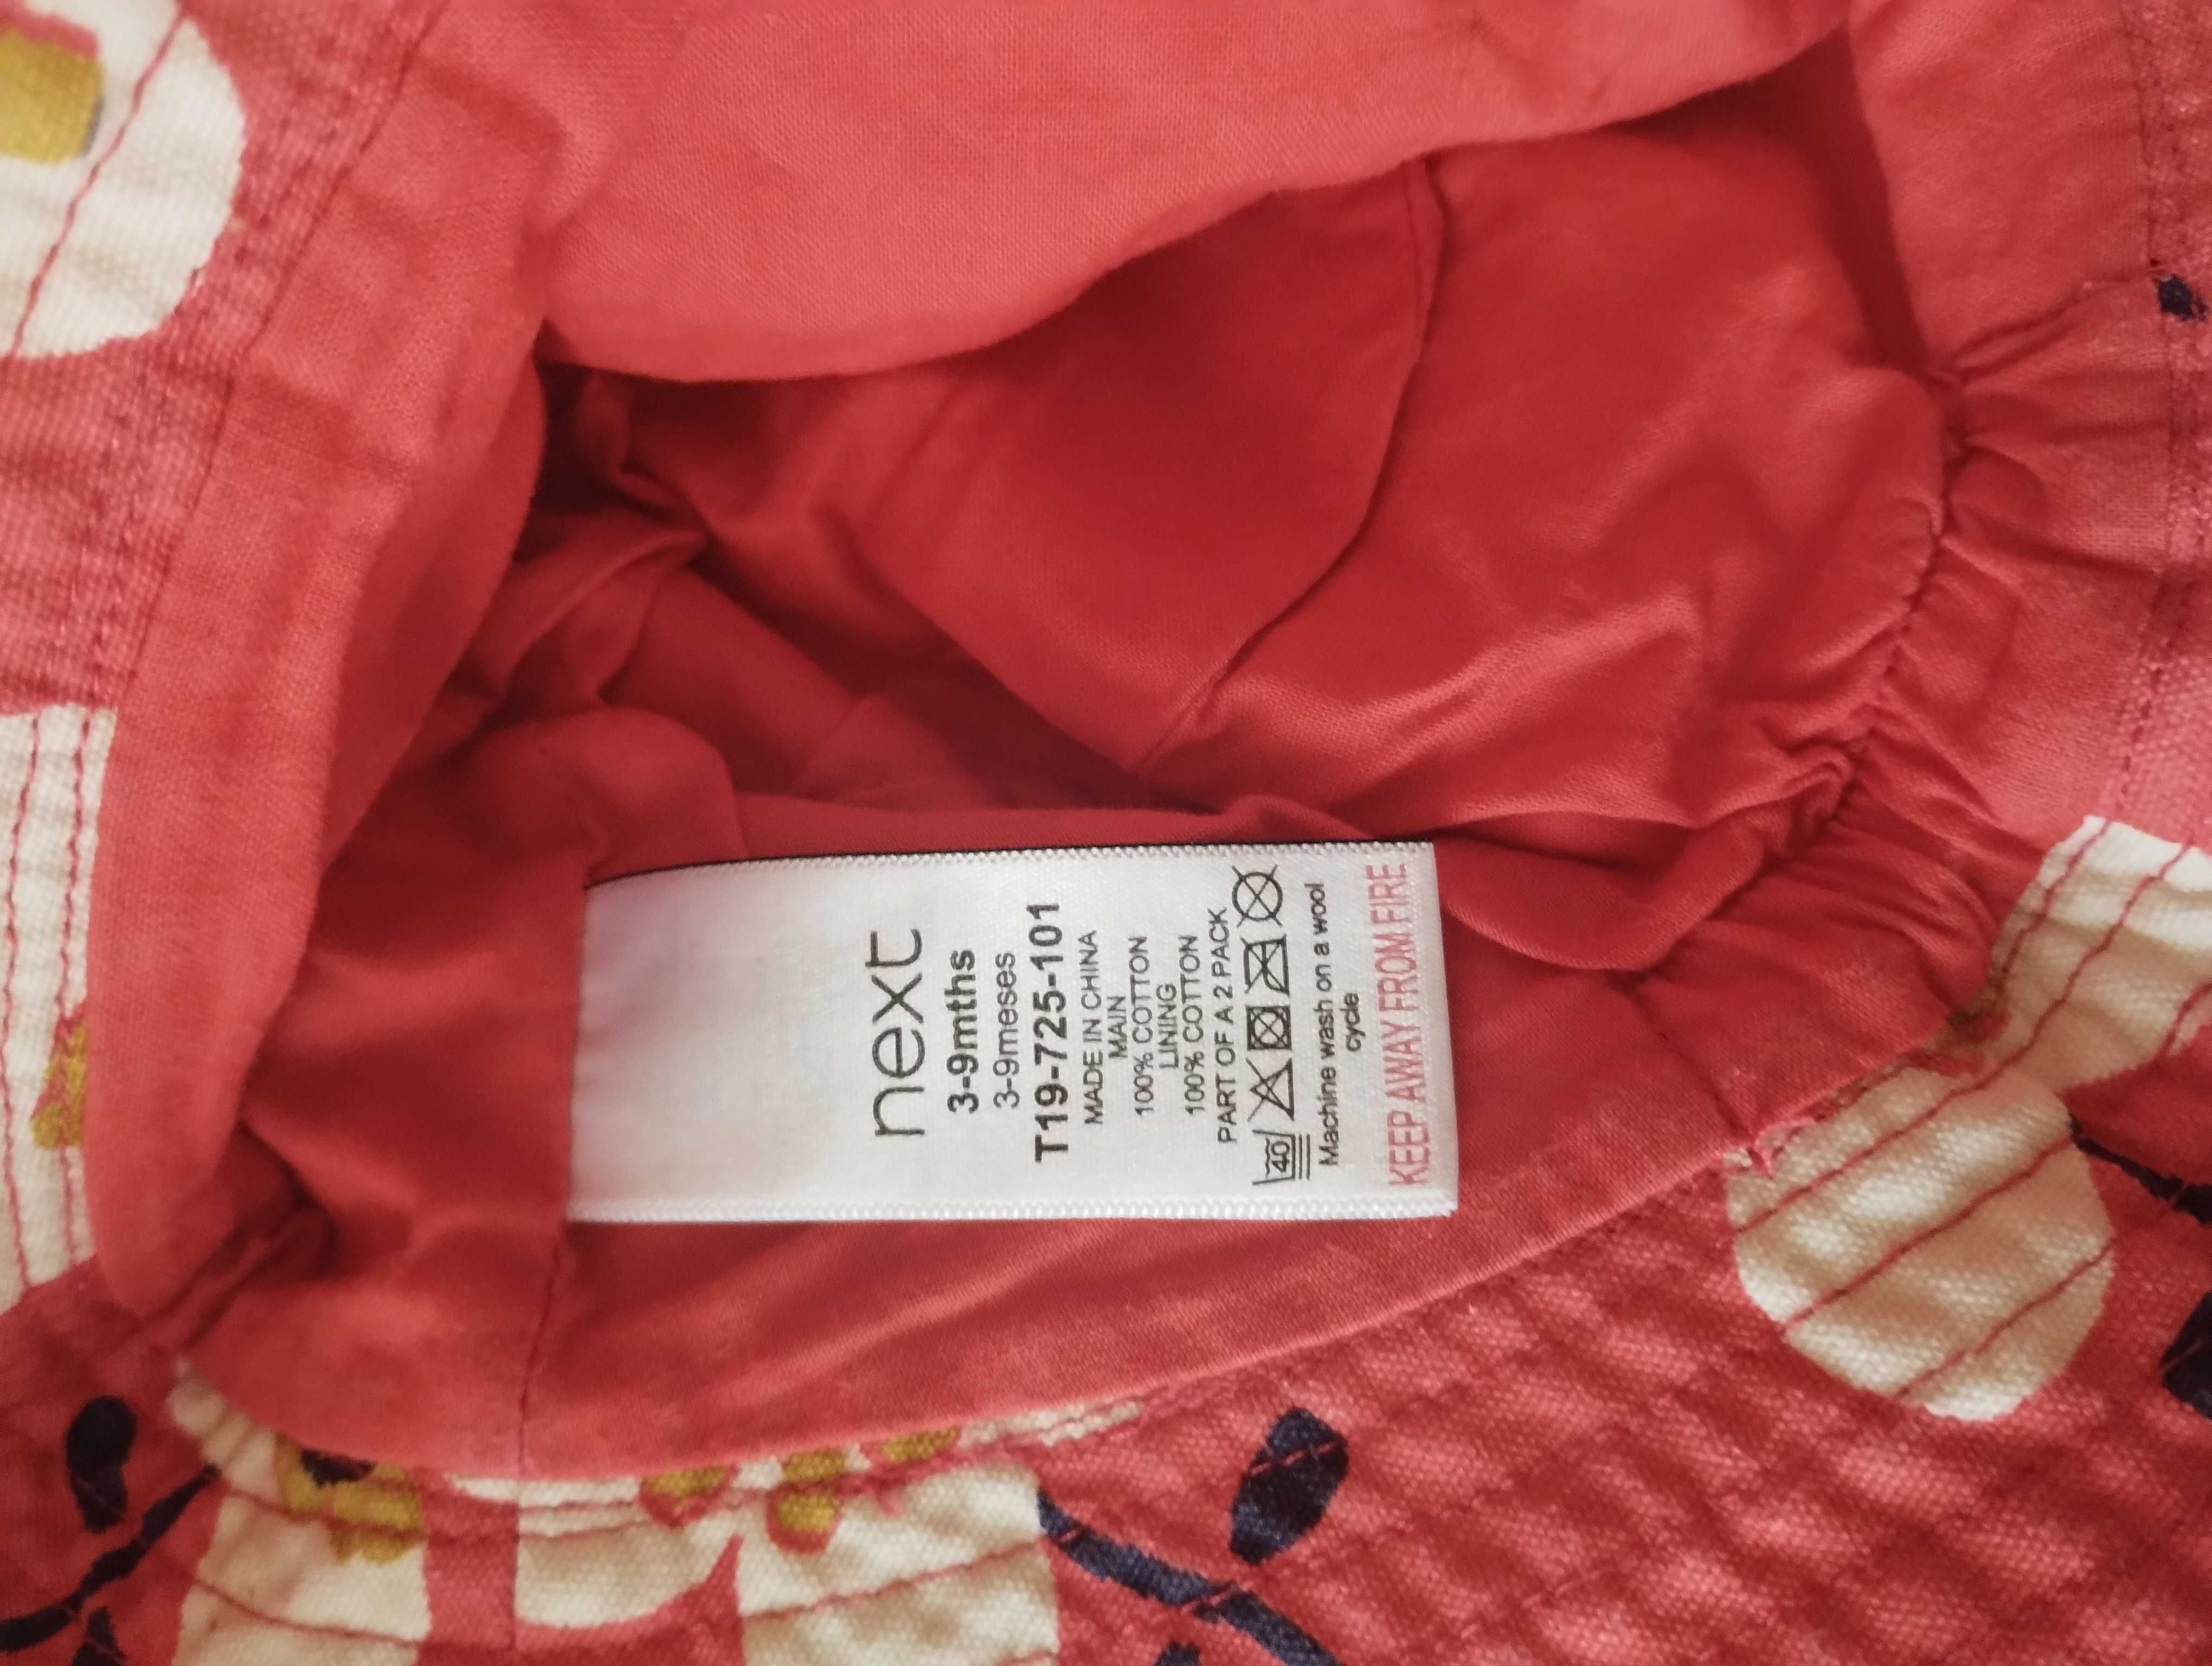 next
3-9mths
3-9meses
T19-725-101
MADE IN CHINA
MAIN
100% COTTON
LINING
100% COTTON
PART OF A 2 PACK
40
Machine wash on a wool
cycle
KEEP AWAY FROM FIRE